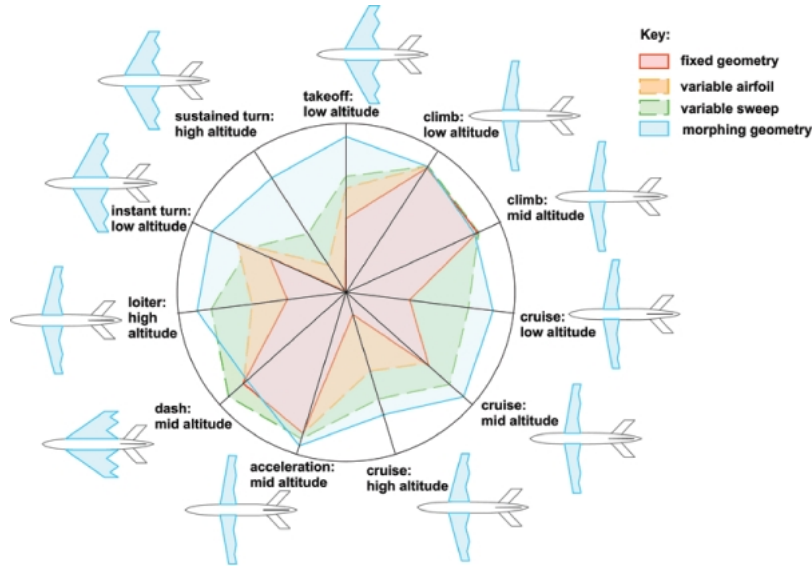 Key:
fixed geometry
variable airfoil
variable sweep
morphing geometry
takeoff:
low altitude
climb:
low altitude
climb:
mid altitude
cruise:
low altitude
cruise:
mid altitude
cruise:
high altitude
acceleration:
mid altitude
dash:
mid altitude
loiter:
high
altitude
instant turn:
low altitude
sustained turn:
high altitude